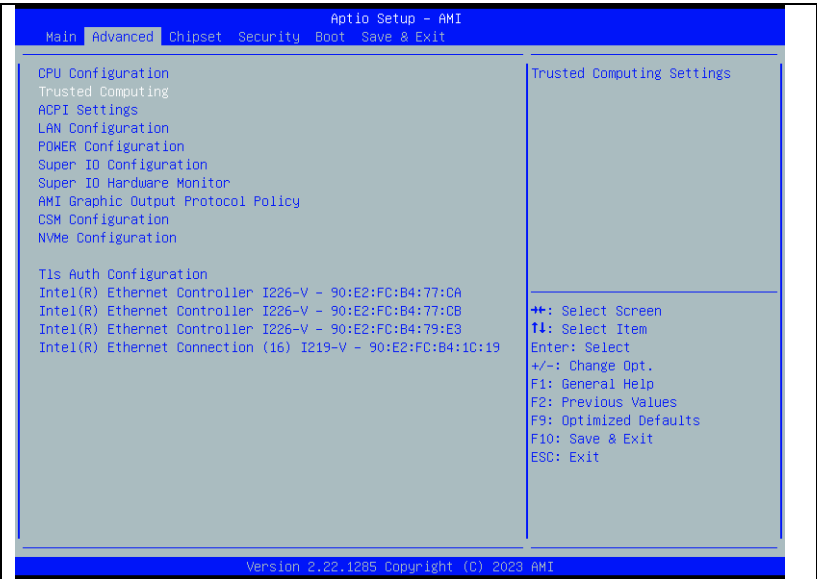 Aptio Setup – AMI
Main Advanced Chipset Security Boot Save & Exit
CPU Configuration
Trusted Computing
ACPI Settings
LAN Configuration
POWER Configuration
Super IO Configuration
Super IO Hardware Monitor
AMI Graphic Output Protocol Policy
CSM Configuration
NVMe Configuration
Tls Auth Configuration
Intel(R) Ethernet Controller I226-V – 90:E2:FC:B4:77:CA
Intel(R) Ethernet Controller I226-V – 90:E2:FC:B4:77:CB
Intel(R) Ethernet Controller I226-V – 90:E2:FC:B4:79:E3
Intel(R) Ethernet Connection (16) I219-V – 90:E2:FC:B4:1C:19
Trusted Computing Settings
→←: Select Screen
↑↓: Select Item
Enter: Select
+/-: Change Opt.
F1: General Help
F2: Previous Values
F9: Optimized Defaults
F10: Save & Exit
ESC: Exit
Version 2.22.1285 Copyright (C) 2023 AMI